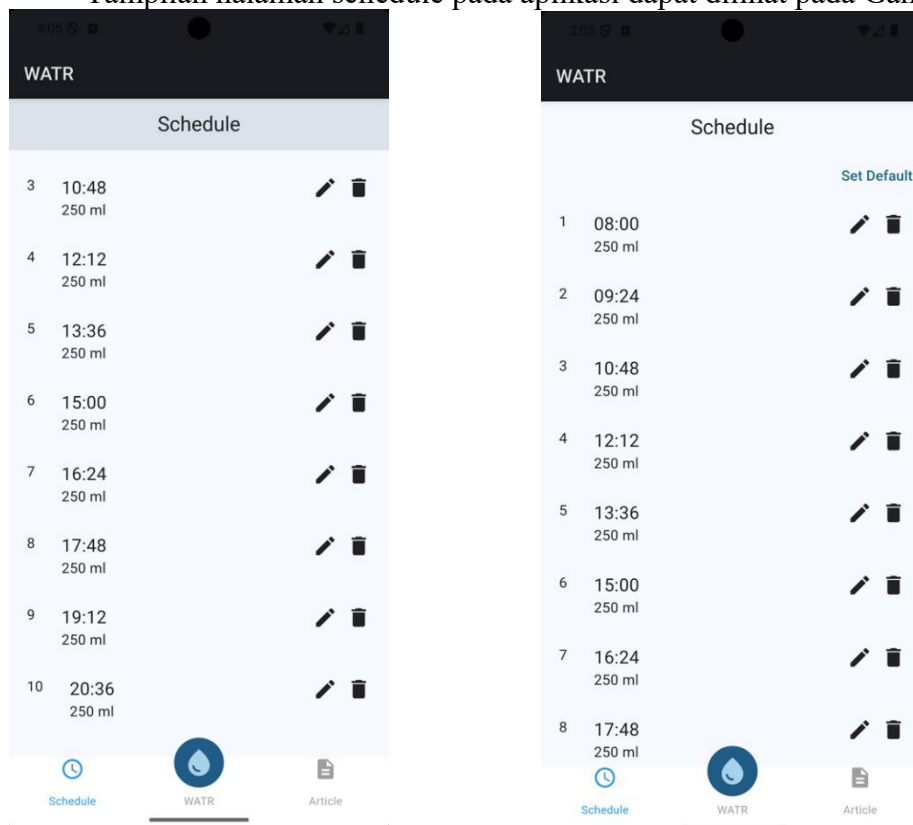 Tampilan halaman schedule pada aplikasi dapat dilihat pada Gam
3:05
WATR
Schedule
3 10:48
250 ml
4 12:12
250 ml
5 13:36
250 ml
6 15:00
250 ml
7 16:24
250 ml
8 17:48
250 ml
9 19:12
250 ml
10 20:36
250 ml
Schedule WATR Article
3:05
WATR
Schedule
Set Default
1 08:00
250 ml
2 09:24
250 ml
3 10:48
250 ml
4 12:12
250 ml
5 13:36
250 ml
6 15:00
250 ml
7 16:24
250 ml
8 17:48
250 ml
Schedule WATR Article